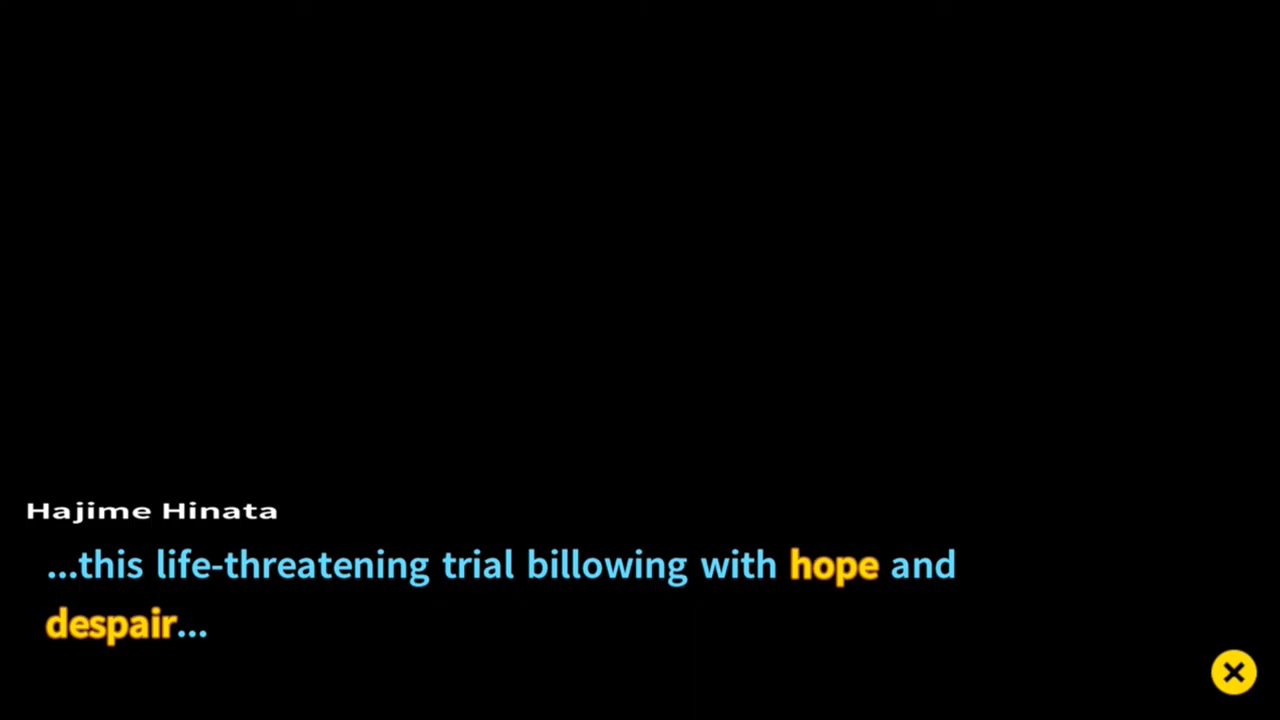 Hajime Hinata
...this life-threatening trial billowing with hope and
despair...